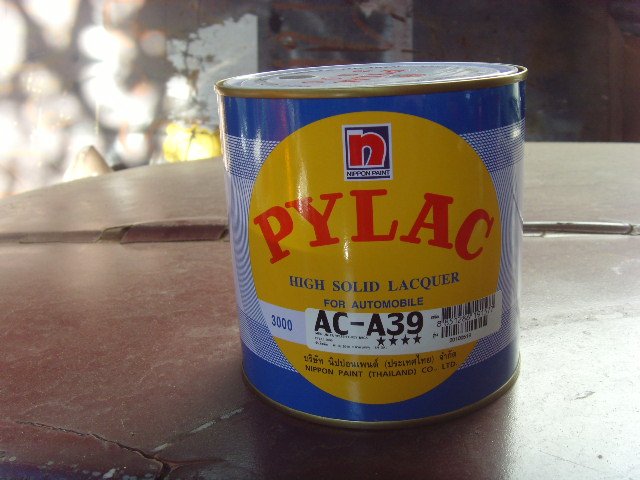 n
NIPPON PAINT
PYLAC
HIGH SOLID LACQUER
FOR AUTOMOBILE
3000 AC-A39
★★★★
บริษัท นิปปอนเพนต์ (ประเทศไทย) จำกัด
NIPPON PAINT (THAILAND) CO., LTD.